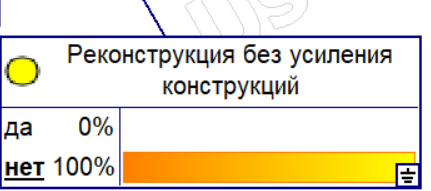 Реконструкция без усиления
конструкций
да 0%
нет 100%